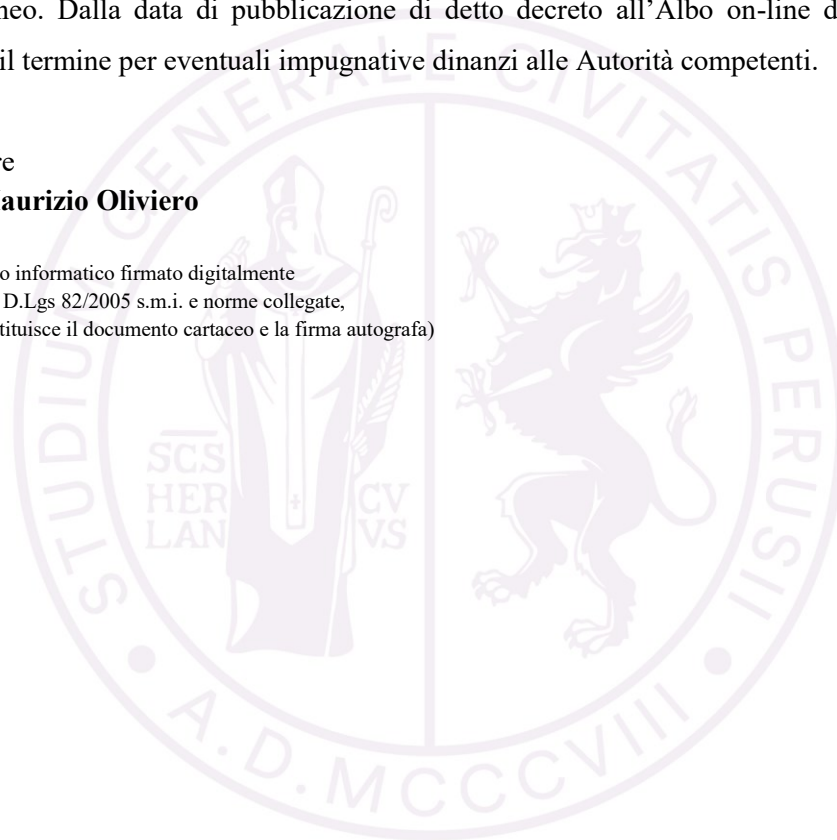 neo. Dalla data di pubblicazione di detto decreto all’Albo on-line d
il termine per eventuali impugnative dinanzi alle Autorità competenti.
re
aurizio Oliviero
o informatico firmato digitalmente
D.Lgs 82/2005 s.m.i. e norme collegate,
tituisce il documento cartaceo e la firma autografa)
STUDIUM GENERALE CIVITATIS PERUSII
SCS
HER
LAN
CV
VS
A.D. MCCCVIII